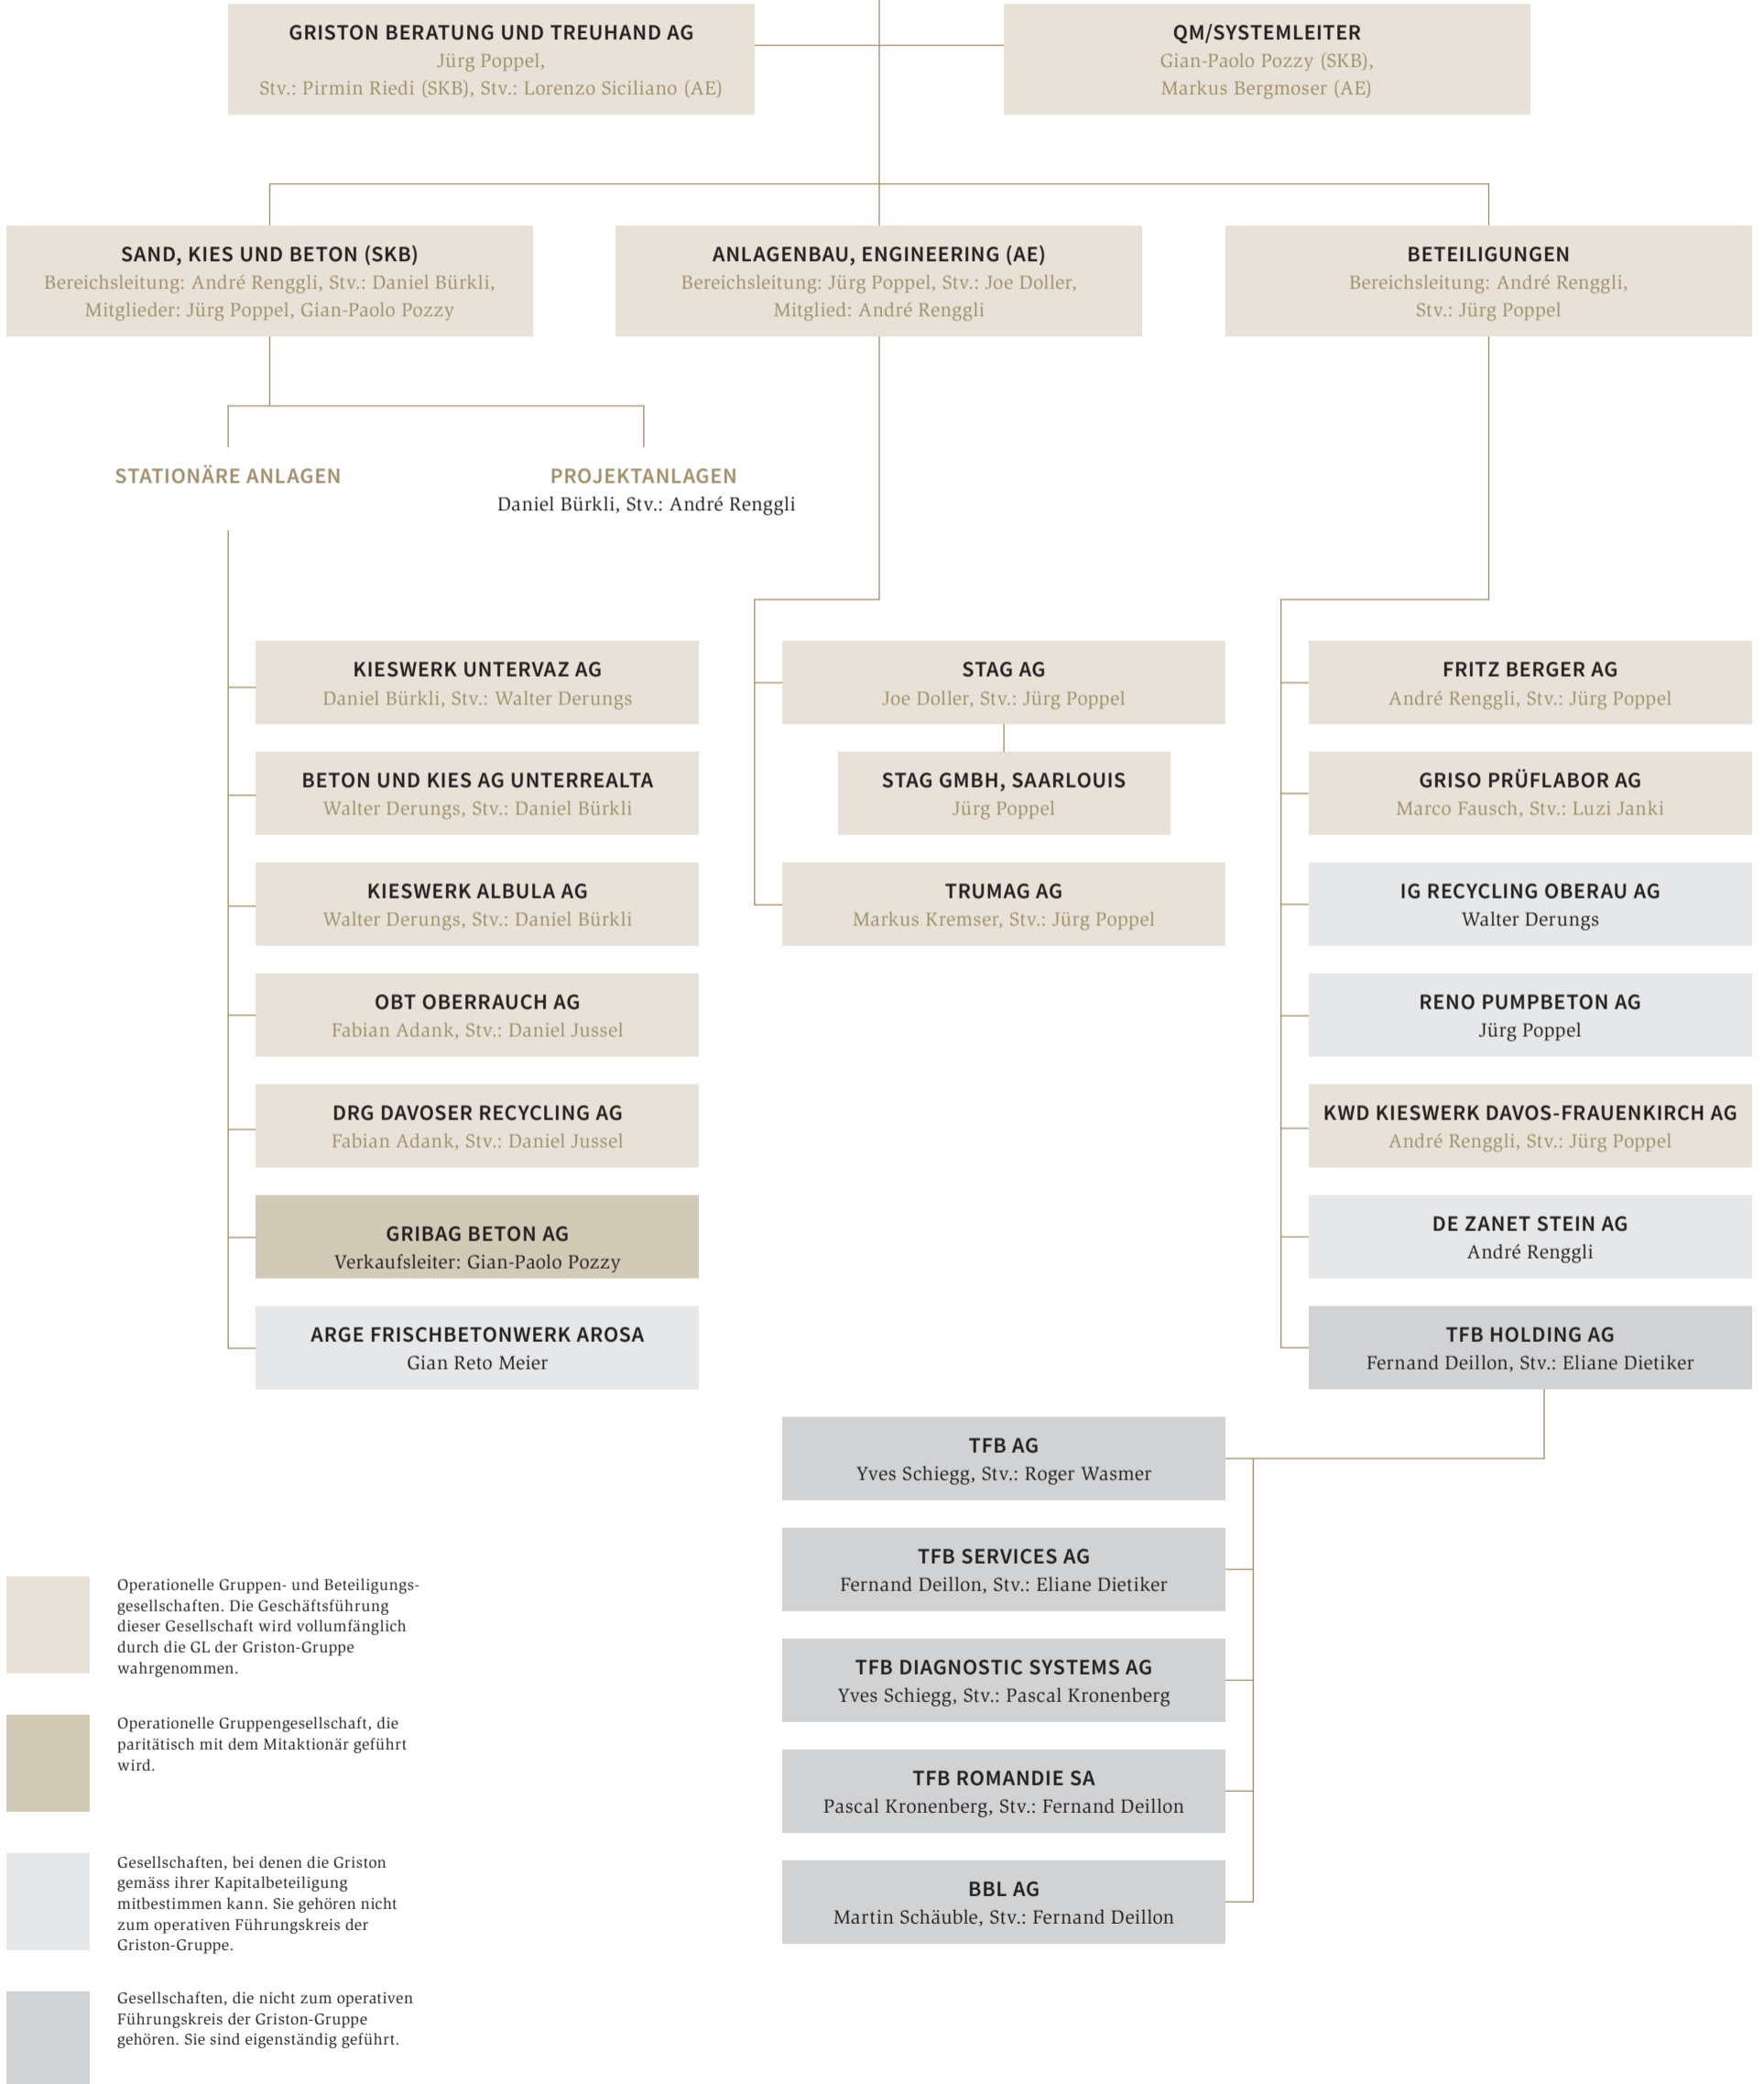 GRISTON BERATUNG UND TREUHAND AG
Jürg Poppel,
Stv.: Pirmin Riedi (SKB), Stv.: Lorenzo Siciliano (AE)
QM/SYSTEMLEITER
Gian-Paolo Pozzy (SKB),
Markus Bergmoser (AE)
SAND, KIES UND BETON (SKB)
Bereichsleitung: André Renggli, Stv.: Daniel Bürkli,
Mitglieder: Jürg Poppel, Gian-Paolo Pozzy
ANLAGENBAU, ENGINEERING (AE)
Bereichsleitung: Jürg Poppel, Stv.: Joe Doller,
Mitglied: André Renggli
BETEILIGUNGEN
Bereichsleitung: André Renggli,
Stv.: Jürg Poppel
STATIONÄRE ANLAGEN
PROJEKTANLAGEN
Daniel Bürkli, Stv.: André Renggli
KIESWERK UNTERVAZ AG
Daniel Bürkli, Stv.: Walter Derungs
BETON UND KIES AG UNTERREALTA
Walter Derungs, Stv.: Daniel Bürkli
KIESWERK ALBULA AG
Walter Derungs, Stv.: Daniel Bürkli
OBT OBERRAUCH AG
Fabian Adank, Stv.: Daniel Jussel
DRG DAVOSER RECYCLING AG
Fabian Adank, Stv.: Daniel Jussel
GRIBAG BETON AG
Verkaufsleiter: Gian-Paolo Pozzy
ARGE FRISCHBETONWERK AROSA
Gian Reto Meier
STAG AG
Joe Doller, Stv.: Jürg Poppel
STAG GMBH, SAARLOUIS
Jürg Poppel
TRUMAG AG
Markus Kremser, Stv.: Jürg Poppel
FRITZ BERGER AG
André Renggli, Stv.: Jürg Poppel
GRISO PRÜFLABOR AG
Marco Fausch, Stv.: Luzi Janki
IG RECYCLING OBERAU AG
Walter Derungs
RENO PUMPBETON AG
Jürg Poppel
KWD KIESWERK DAVOS-FRAUENKIRCH AG
André Renggli, Stv.: Jürg Poppel
DE ZANET STEIN AG
André Renggli
TFB HOLDING AG
Fernand Deillon, Stv.: Eliane Dietiker
TFB AG
Yves Schiegg, Stv.: Roger Wasmer
TFB SERVICES AG
Fernand Deillon, Stv.: Eliane Dietiker
TFB DIAGNOSTIC SYSTEMS AG
Yves Schiegg, Stv.: Pascal Kronenberg
TFB ROMANDIE SA
Pascal Kronenberg, Stv.: Fernand Deillon
BBL AG
Martin Schäuble, Stv.: Fernand Deillon
Operationelle Gruppen- und Beteiligungs-
gesellschaften. Die Geschäftsführung
dieser Gesellschaft wird vollumfänglich
durch die GL der Griston-Gruppe
wahrgenommen.
Operationelle Gruppengesellschaft, die
paritätisch mit dem Mitaktionär geführt
wird.
Gesellschaften, bei denen die Griston
gemäss ihrer Kapitalbeteiligung
mitbestimmen kann. Sie gehören nicht
zum operativen Führungskreis der
Griston-Gruppe.
Gesellschaften, die nicht zum operativen
Führungskreis der Griston-Gruppe
gehören. Sie sind eigenständig geführt.